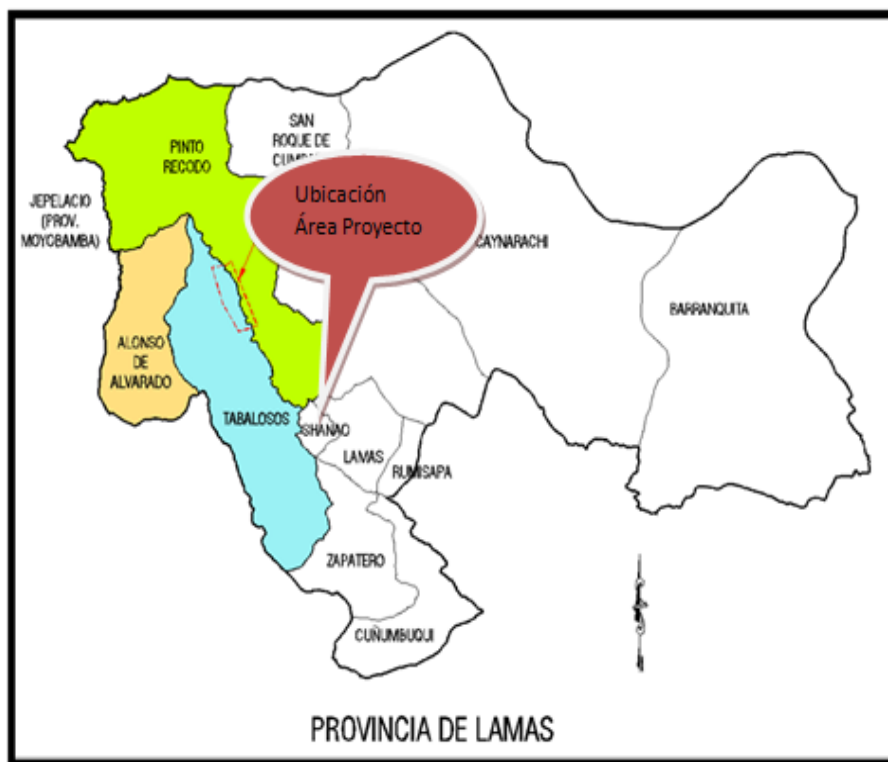 SAN
ROQUE DE
PINTO
RECODO
Ubicación
Área Proyecto
JEPELACIO
(PROV.
MOYOBAMBA)
CAYNARACHI
BARRANQUITA
ALONSO
DE
ALVARADO
TABALOSOS
SHANAO
LAMAS
RUMISAPA
ZAPATERO
CUÑUMBUQUI
PROVINCIA DE LAMAS